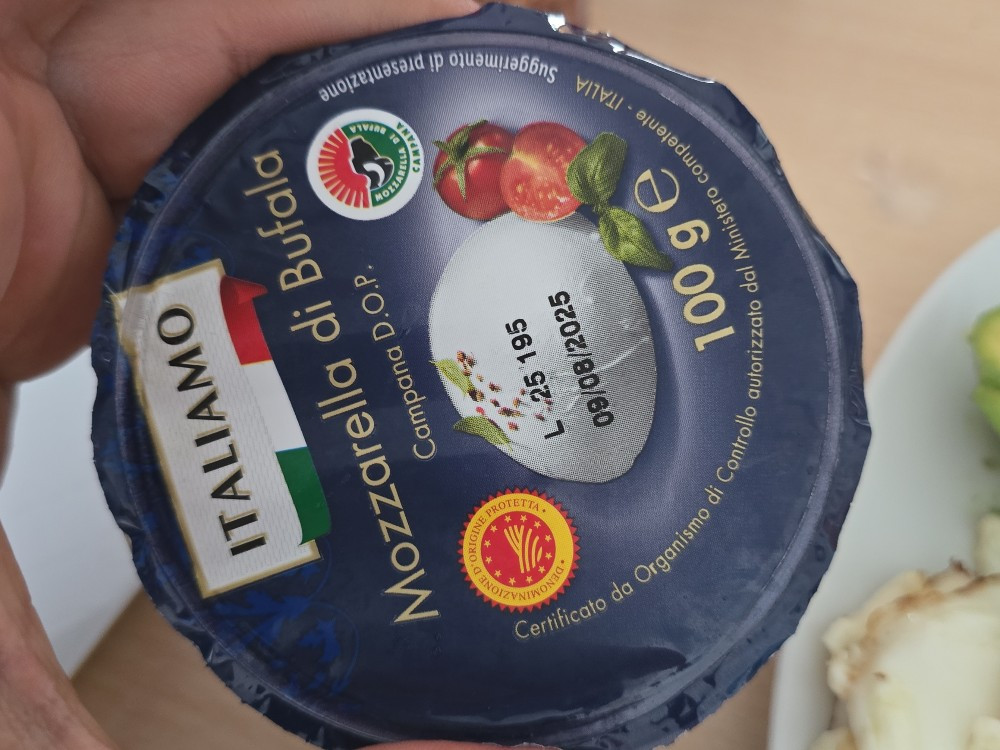 ITALIAMO
Mozzarella di Bufala
Campana D.O.P.
MOZZARELLA DI BUFALA
CAMPANA
Suggerimento di presentazione
L 25 195
09/08/2025
100 g e
• DENOMINAZIONE D'ORIGINE PROTETTA •
Certificato da Organismo di Controllo autorizzato dal Ministero competente - ITALIA